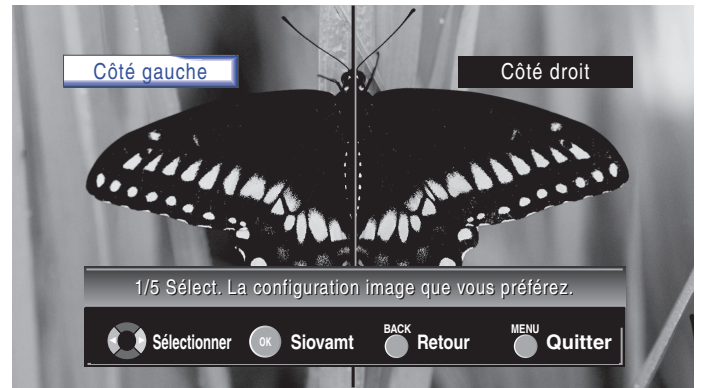 Côté gauche
Côté droit
1/5 Sélect. La configuration image que vous préférez.
Sélectionner
OK Siovamt
BACK Retour
MENU Quitter